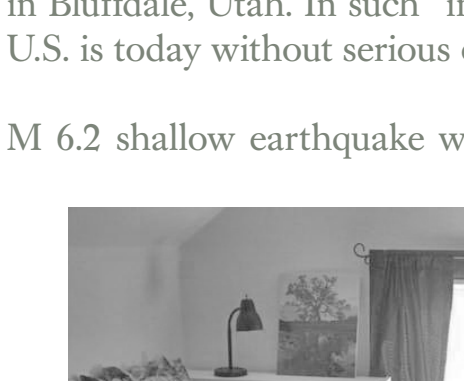 in Bluffdale, Utah. In such
U.S. is today without serious
M 6.2 shallow earthquake